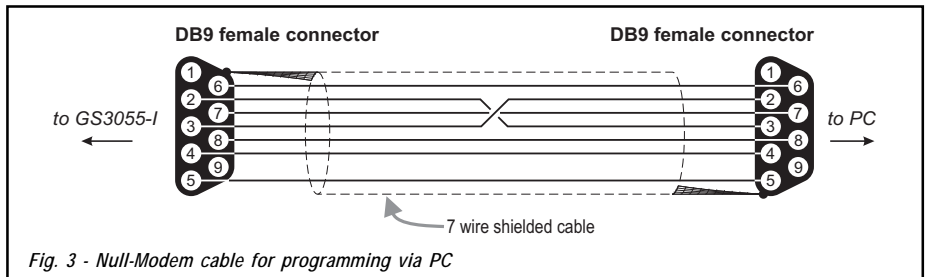 DB9 female connector DB9 female connector
1 1
6 6
2 2
to GS3055-I 7 7 to PC
3 3
8 8
4 4
9 9
5 5
7 wire shielded cable
Fig. 3 - Null-Modem cable for programming via PC